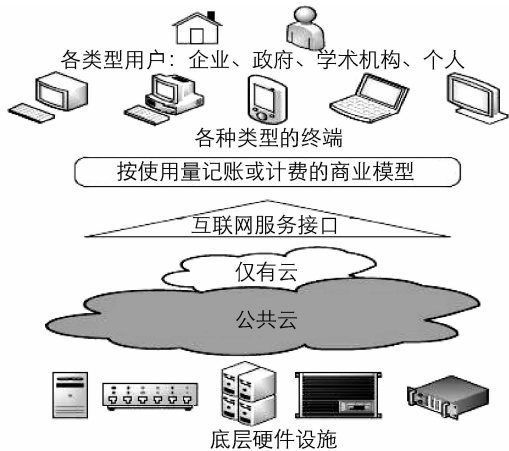 各类型用户：企业、政府、学术机构、个人
各种类型的终端
按使用量记账或计费的商业模型
互联网服务接口
仅有云
公共云
底层硬件设施